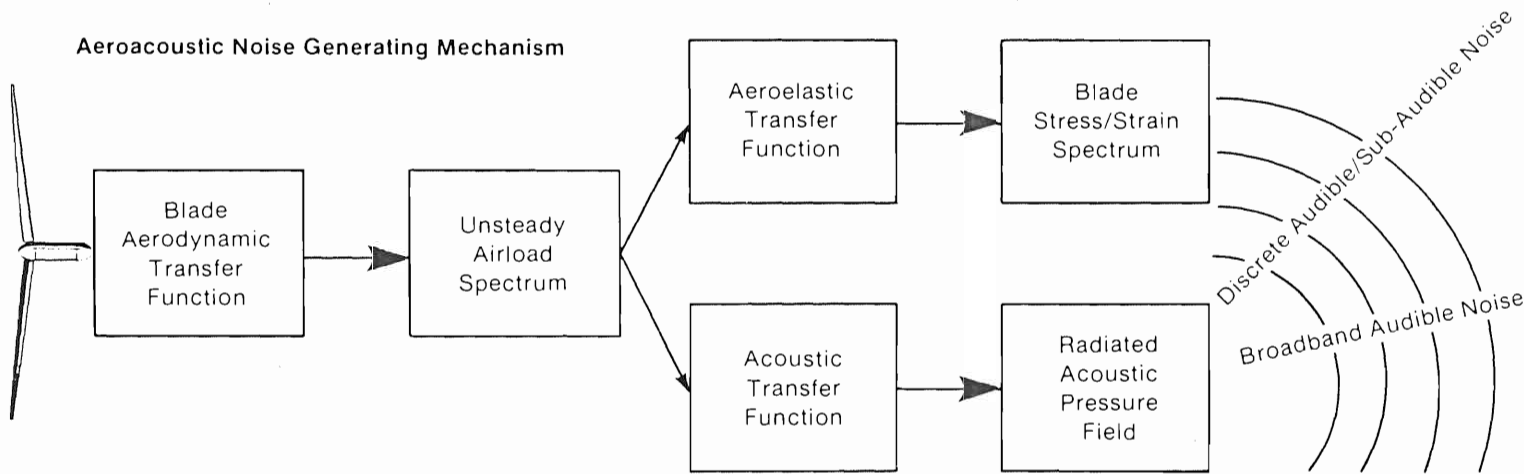 Aeroacoustic Noise Generating Mechanism
Blade
Aerodynamic
Transfer
Function
Unsteady
Airload
Spectrum
Aeroelastic
Transfer
Function
Blade
Stress/Strain
Spectrum
Acoustic
Transfer
Function
Radiated
Acoustic
Pressure
Field
Discrete Audible/Sub-Audible Noise
Broadband Audible Noise